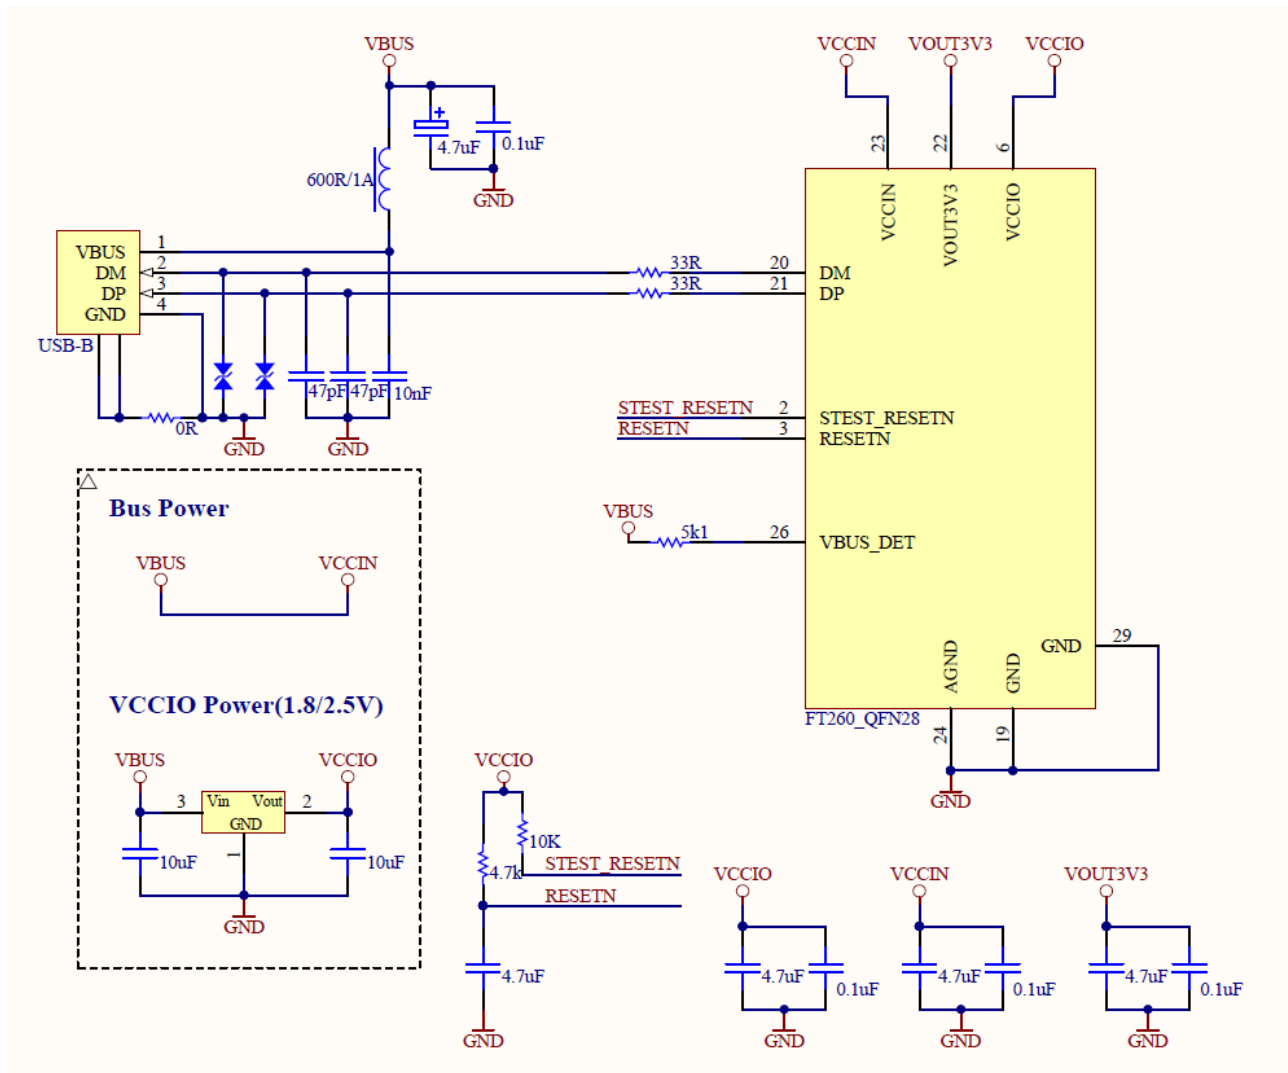 VBUS
VCCIN
VOUT3V3
VCCIO
4.7uF
0.1uF
23
22
6
600R/1A
GND
VCCIN
VOUT3V3
VCCIO
VBUS
1
DM
2
33R
20
DM
DP
3
33R
21
DP
GND
4
USB-B
47pF
47pF
10nF
0R
GND
GND
STEST_RESETN
2
STEST_RESETN
RESETN
3
RESETN
Bus Power
VBUS
5k1
26
VBUS_DET
VBUS
VCCIN
29
GND
AGND
GND
VCCIO Power(1.8/2.5V)
FT260_QFN28
24
19
VBUS
VCCIO
VCCIO
GND
3
Vin
Vout
2
GND
10uF
1
10uF
GND
10K
4.7k
STEST_RESETN
RESETN
4.7uF
GND
VCCIO
4.7uF
0.1uF
GND
VCCIN
4.7uF
0.1uF
GND
VOUT3V3
4.7uF
0.1uF
GND